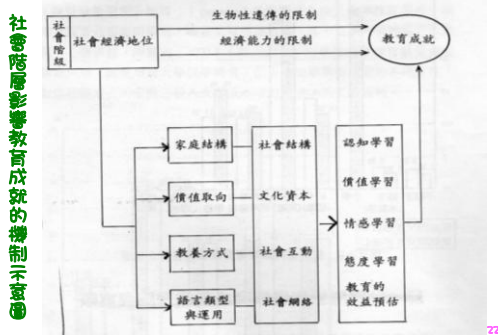 社會階層影響教育成就的機制示意圖
社會階級
社會經濟地位
生物性遺傳的限制
經濟能力的限制
教育成就
家庭結構
社會結構
認知學習
價值取向
文化資本
價值學習
教養方式
社會互動
情感學習
態度學習
語言類型
與運用
社會網絡
教育的
效益預估
22